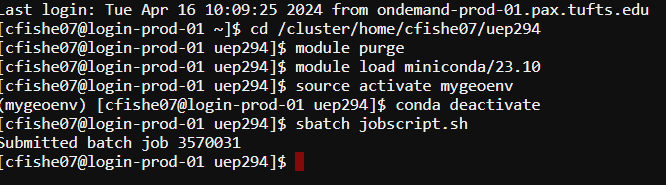 Last login: Tue Apr 16 10:09:25 2024 from ondemand-prod-01.pax.tufts.edu
[cfishe07@login-prod-01 ~]$ cd /cluster/home/cfishe07/uep294
[cfishe07@login-prod-01 uep294]$ module purge
[cfishe07@login-prod-01 uep294]$ module load miniconda/23.10
[cfishe07@login-prod-01 uep294]$ source activate mygeoenv
(mygeoenv) [cfishe07@login-prod-01 uep294]$ conda deactivate
[cfishe07@login-prod-01 uep294]$ sbatch jobscript.sh
Submitted batch job 3570031
[cfishe07@login-prod-01 uep294]$